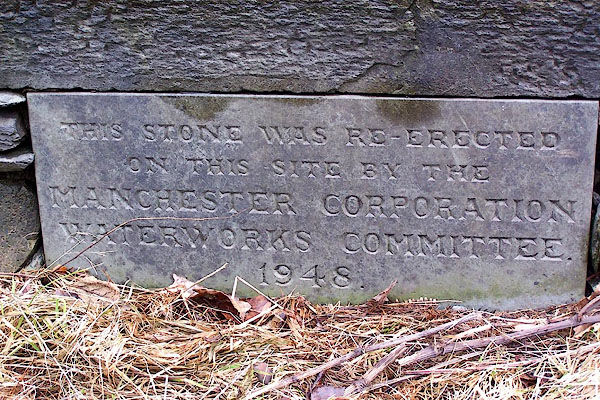 THIS STONE WAS RE-ERECTED
ON THIS SITE BY THE
MANCHESTER CORPORATION
WATERWORKS COMMITTEE.
1948.